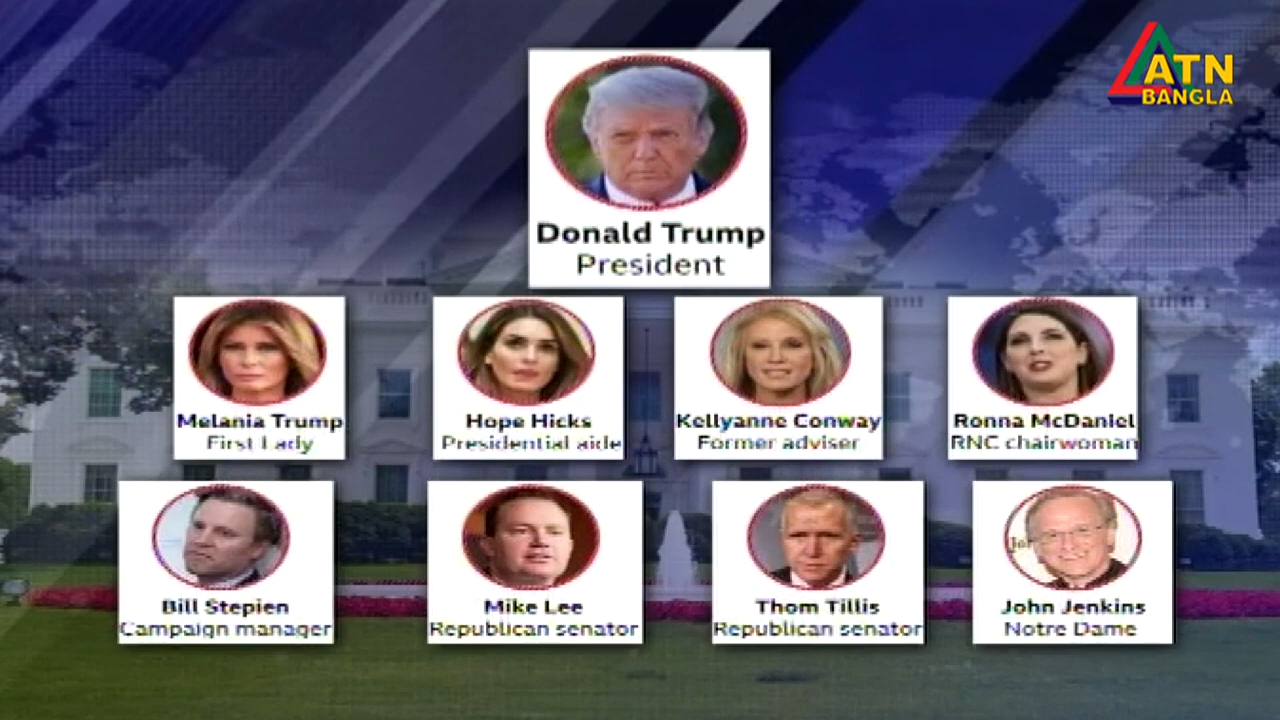 ATN
BANGLA
Donald Trump
President
Melania Trump
First Lady
Hope Hicks
Presidential aide
Kellyanne Conway
Former adviser
Ronna McDaniel
RNC chairwoman
Bill Stepien
Campaign manager
Mike Lee
Republican senator
Thom Tillis
Republican senator
John Jenkins
Notre Dame